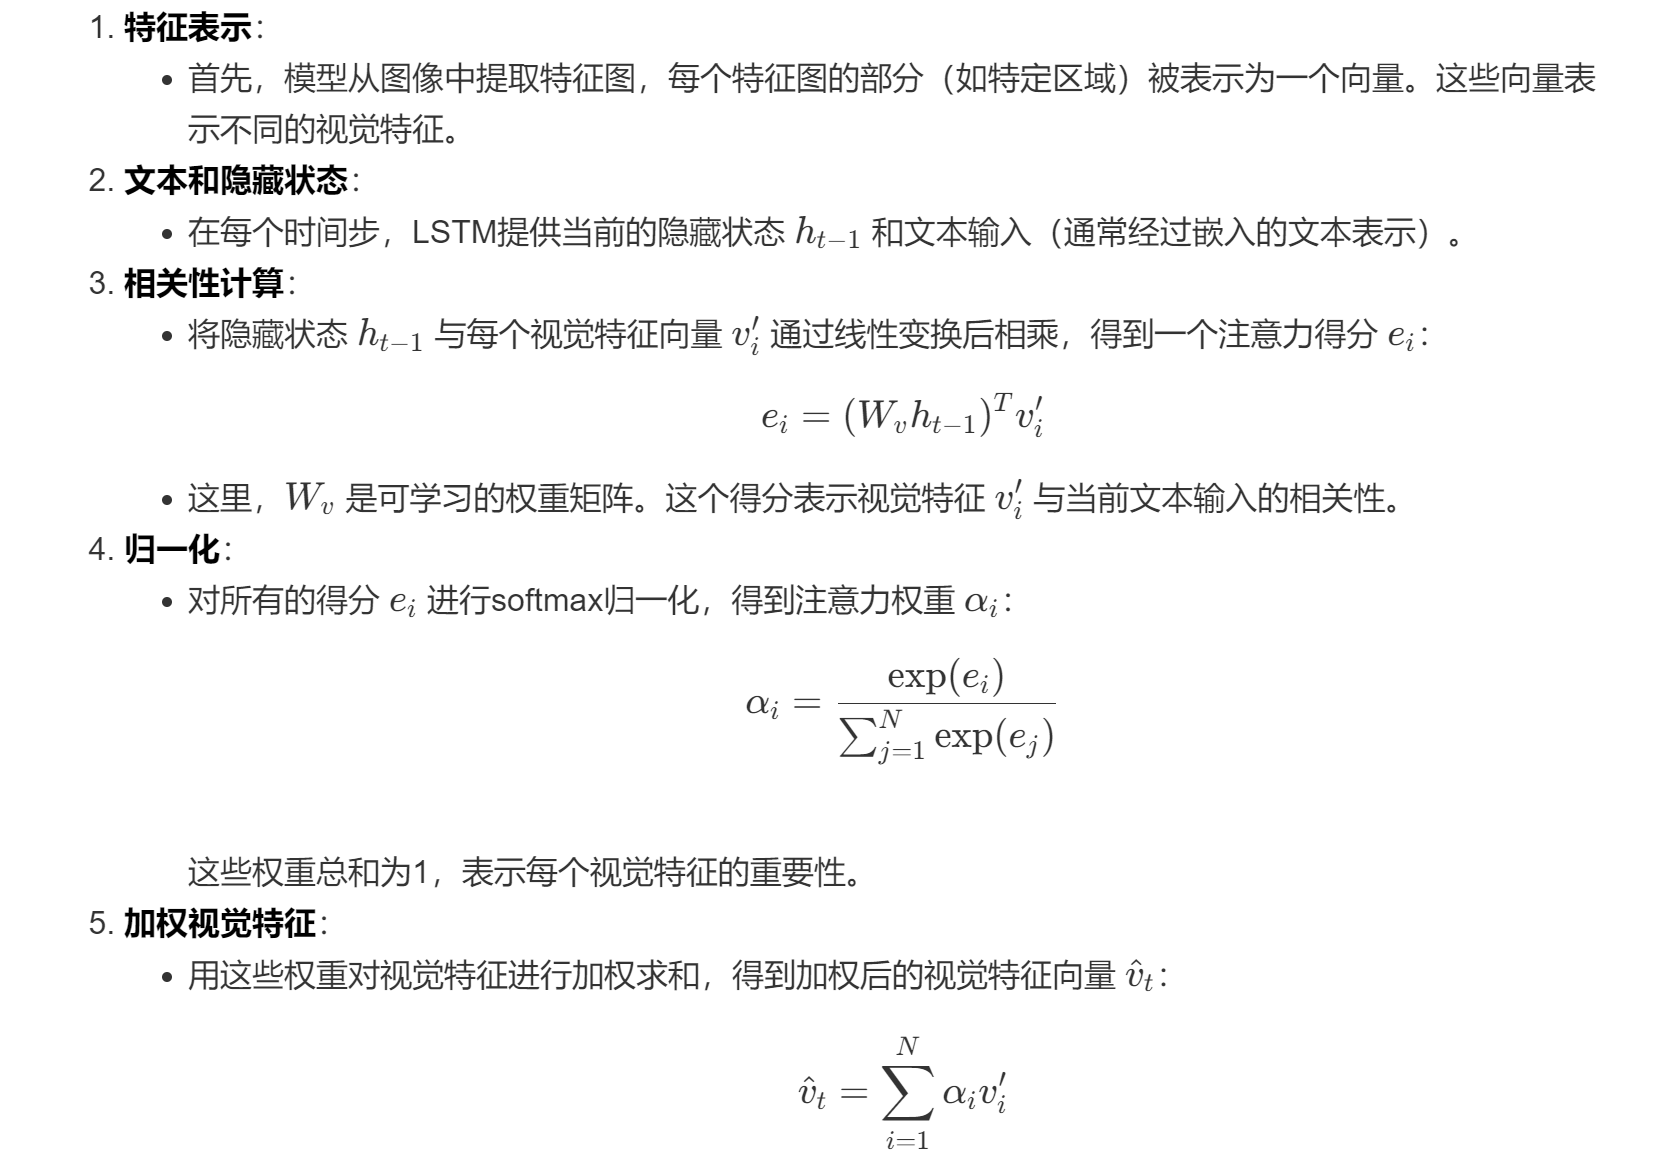 1. 特征表示：
• 首先，模型从图像中提取特征图，每个特征图的部分（如特定区域）被表示为一个向量。这些向量表
示不同的视觉特征。
2. 文本和隐藏状态：
• 在每个时间步，LSTM提供当前的隐藏状态 h_{t−1} 和文本输入（通常经过嵌入的文本表示）。
3. 相关性计算：
• 将隐藏状态 h_{t−1} 与每个视觉特征向量 v′_i 通过线性变换后相乘，得到一个注意力得分 e_i：
e_i = (W_v h_{t−1})^T v′_i
• 这里，W_v 是可学习的权重矩阵。这个得分表示视觉特征 v′_i 与当前文本输入的相关性。
4. 归一化：
• 对所有的得分 e_i 进行softmax归一化，得到注意力权重 α_i：
α_i = exp(e_i) / ∑_{j=1}^{N} exp(e_j)
这些权重总和为1，表示每个视觉特征的重要性。
5. 加权视觉特征：
• 用这些权重对视觉特征进行加权求和，得到加权后的视觉特征向量 v̂_t：
v̂_t = ∑_{i=1}^{N} α_i v′_i